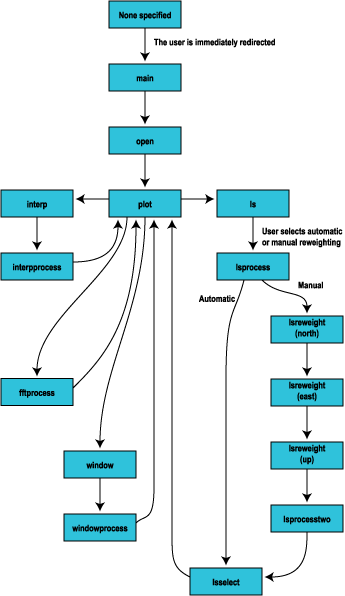 None specified
The user is immediately redirected
main
open
interp
plot
ls
User selects automatic
or manual reweighting
interpprocess
lsprocess
Manual
Automatic
lsreweight
(north)
fftprocess
lsreweight
(east)
lsreweight
(up)
window
windowprocess
lsprocesstwo
lsselect